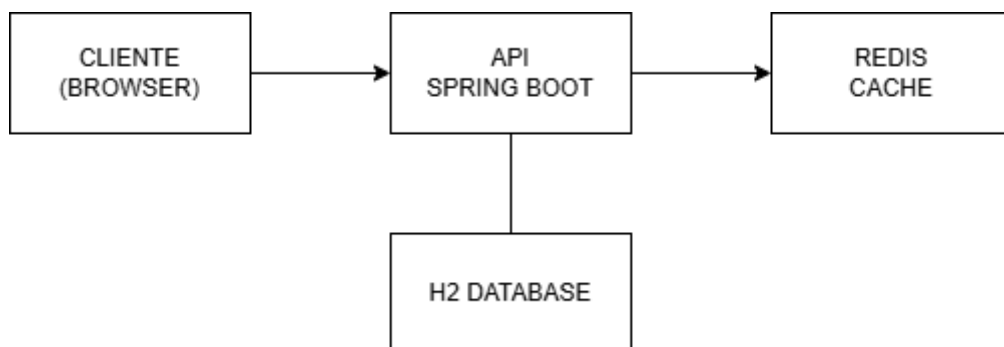 CLIENTE
(BROWSER)
API
SPRING BOOT
REDIS
CACHE
H2 DATABASE